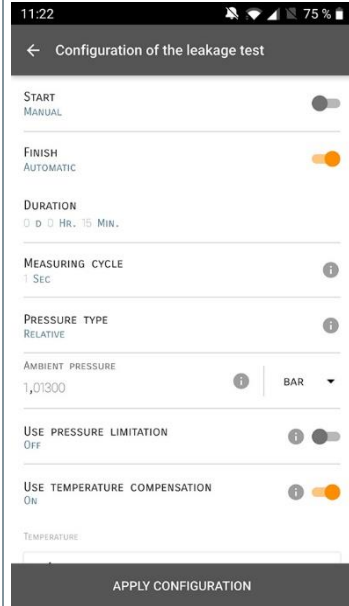 11:22
75 %
Configuration of the leakage test
START
MANUAL
FINISH
AUTOMATIC
DURATION
0 D 0 HR. 15 MIN.
MEASURING CYCLE
1 SEC
PRESSURE TYPE
RELATIVE
AMBIENT PRESSURE
1,01300
BAR
USE PRESSURE LIMITATION
OFF
USE TEMPERATURE COMPENSATION
ON
TEMPERATURE
APPLY CONFIGURATION